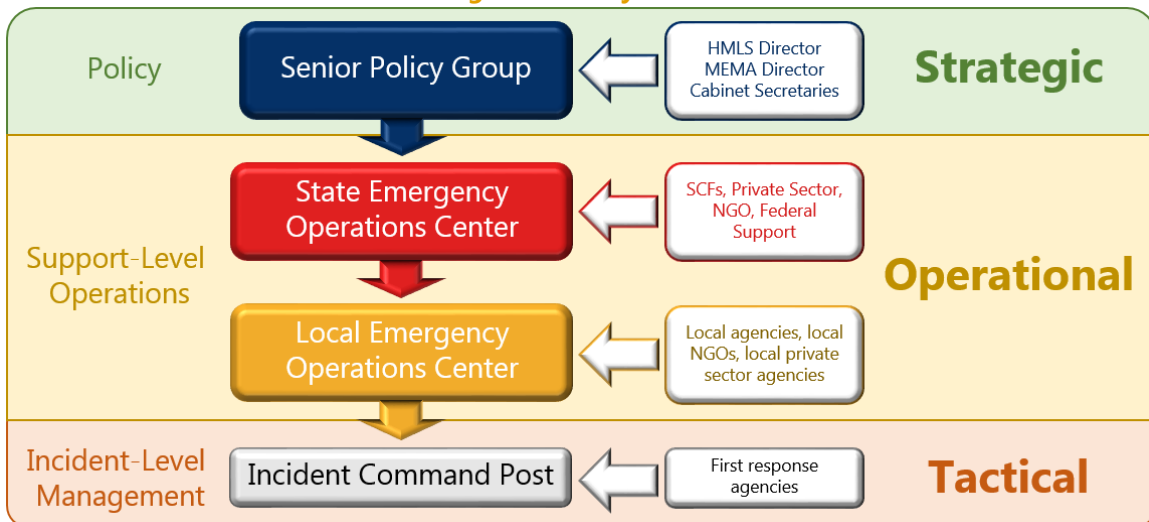 Policy
Senior Policy Group
HMLS Director
MEMA Director
Cabinet Secretaries
Strategic
Support-Level
Operations
State Emergency
Operations Center
SCFs, Private Sector,
NGO, Federal
Support
Operational
Local Emergency
Operations Center
Local agencies, local
NGOs, local private
sector agencies
Incident-Level
Management
Incident Command Post
First response
agencies
Tactical